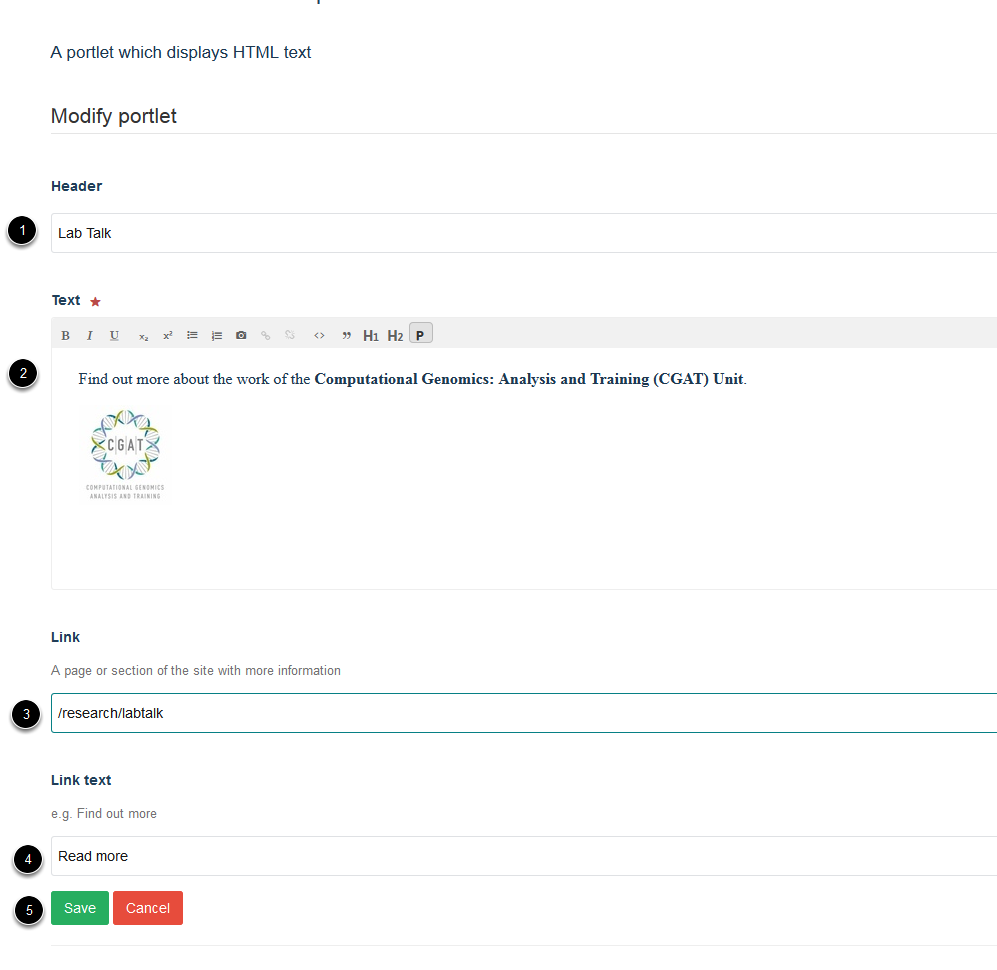 A portlet which displays HTML text
Modify portlet
Header
1
Lab Talk
Text
B I U x₂ x² <> ” H1 H2 P
2
Find out more about the work of the Computational Genomics: Analysis and Training (CGAT) Unit.
CGAT
COMPUTATIONAL GENOMICS
ANALYSIS AND TRAINING
Link
A page or section of the site with more information
3
/research/labtalk
Link text
e.g. Find out more
4
Read more
5
Save Cancel